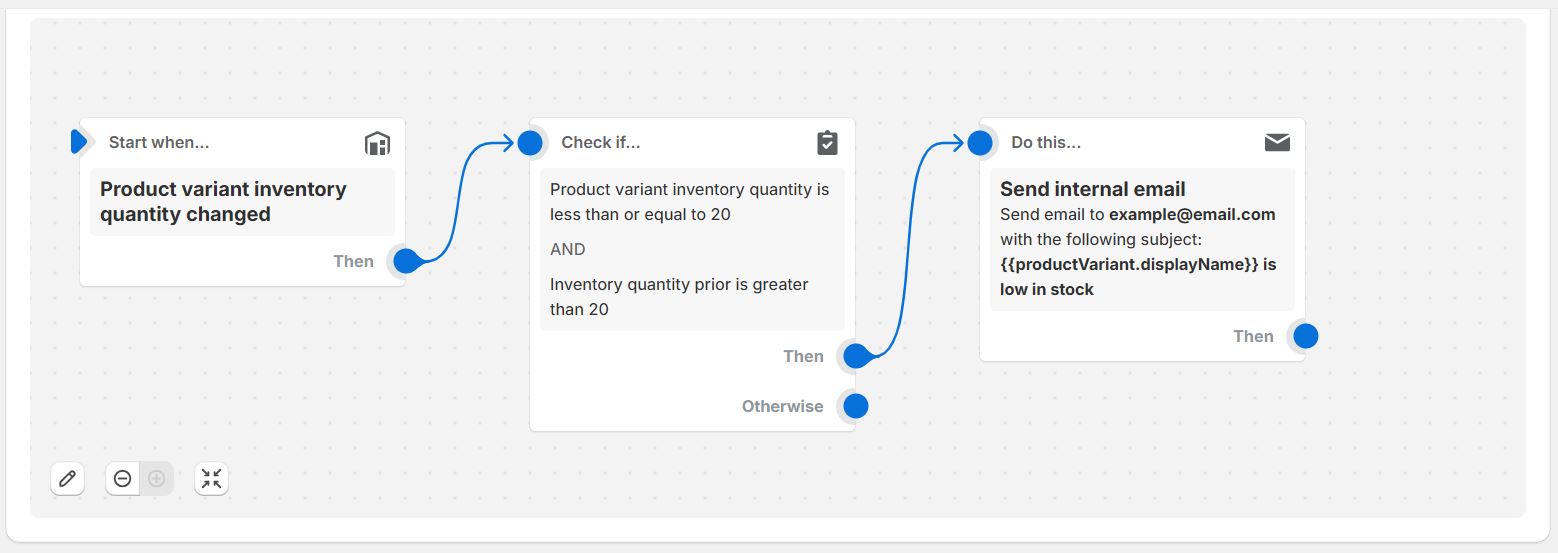 Start when...
Product variant inventory
quantity changed
Then
Check if...
Product variant inventory quantity is
less than or equal to 20
AND
Inventory quantity prior is greater
than 20
Then
Otherwise
Do this...
Send internal email
Send email to example@email.com
with the following subject:
{{productVariant.displayName}} is
low in stock
Then